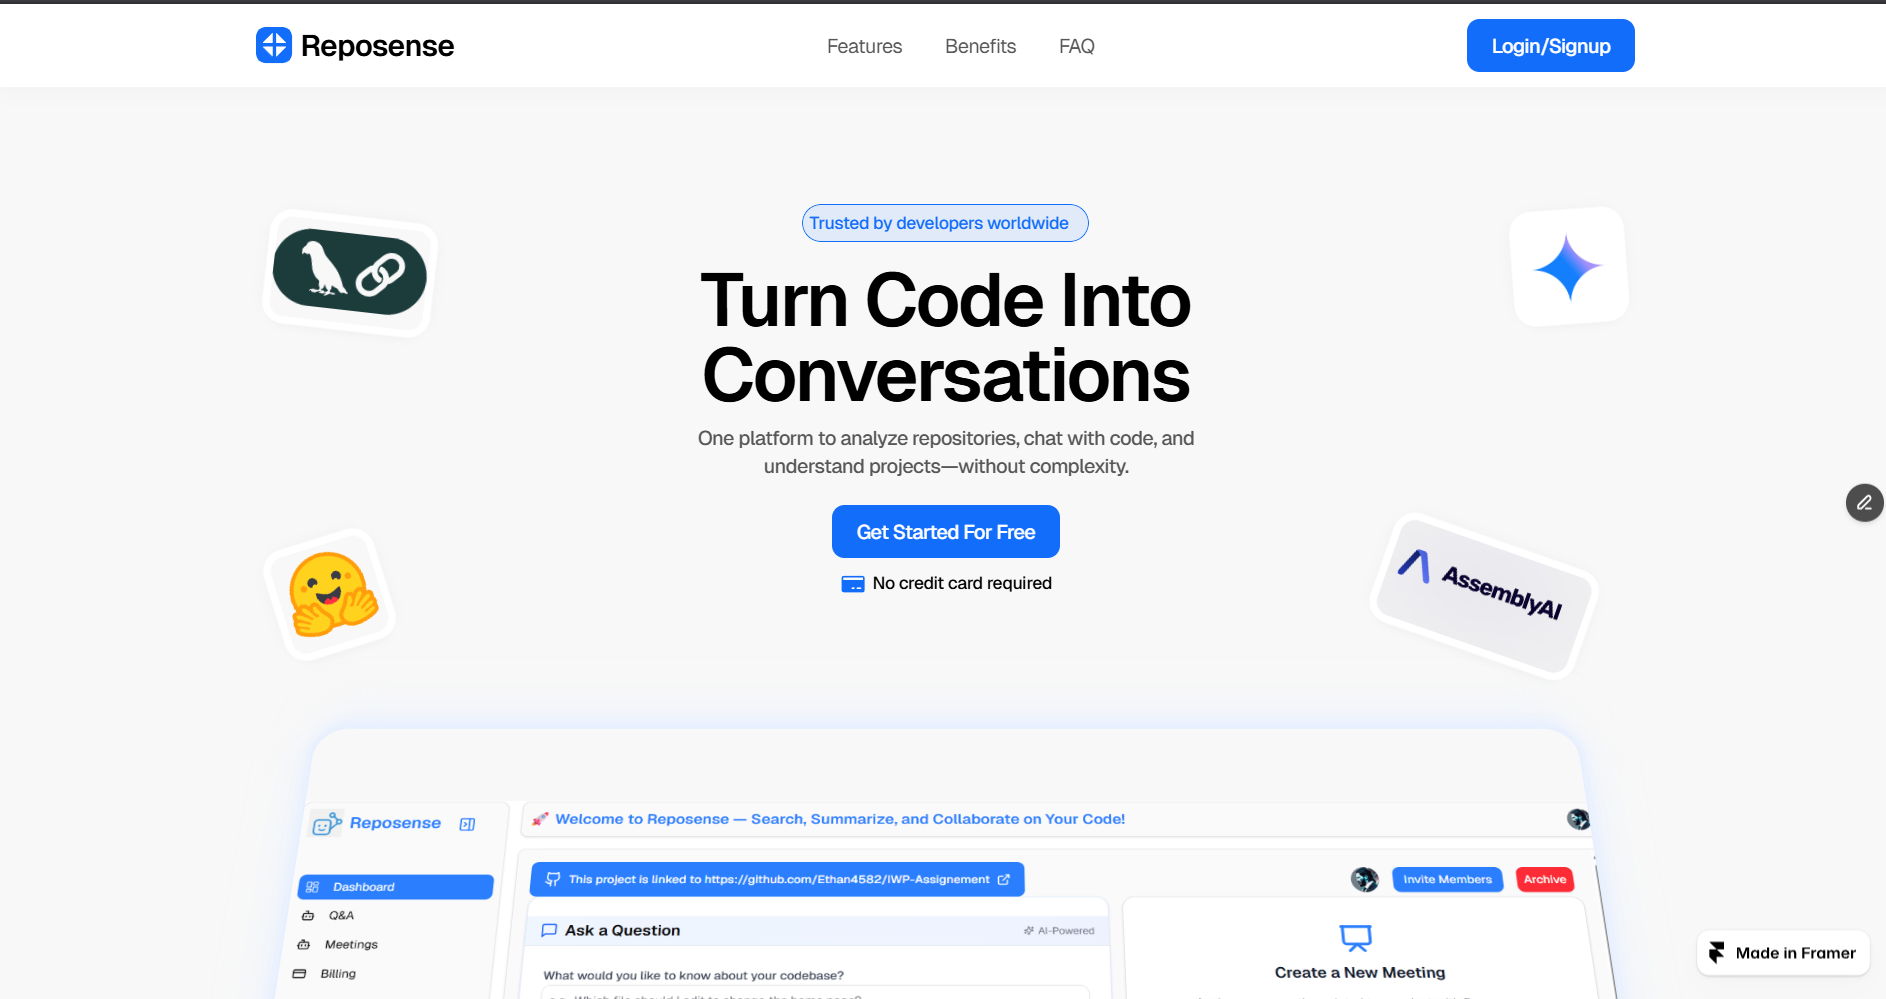 Reposense
Features
Benefits
FAQ
Login/Signup
Trusted by developers worldwide
Turn Code Into
Conversations
One platform to analyze repositories, chat with code, and
understand projects—without complexity.
Get Started For Free
No credit card required
AssemblyAI
Reposense
🚀 Welcome to Reposense — Search, Summarize, and Collaborate on Your Code!
This project is linked to https://github.com/Ethan4582/IWP-Assignement
Invite Members
Archive
Dashboard
Q&A
Meetings
Billing
Ask a Question
AI-Powered
What would you like to know about your codebase?
Create a New Meeting
Made in Framer